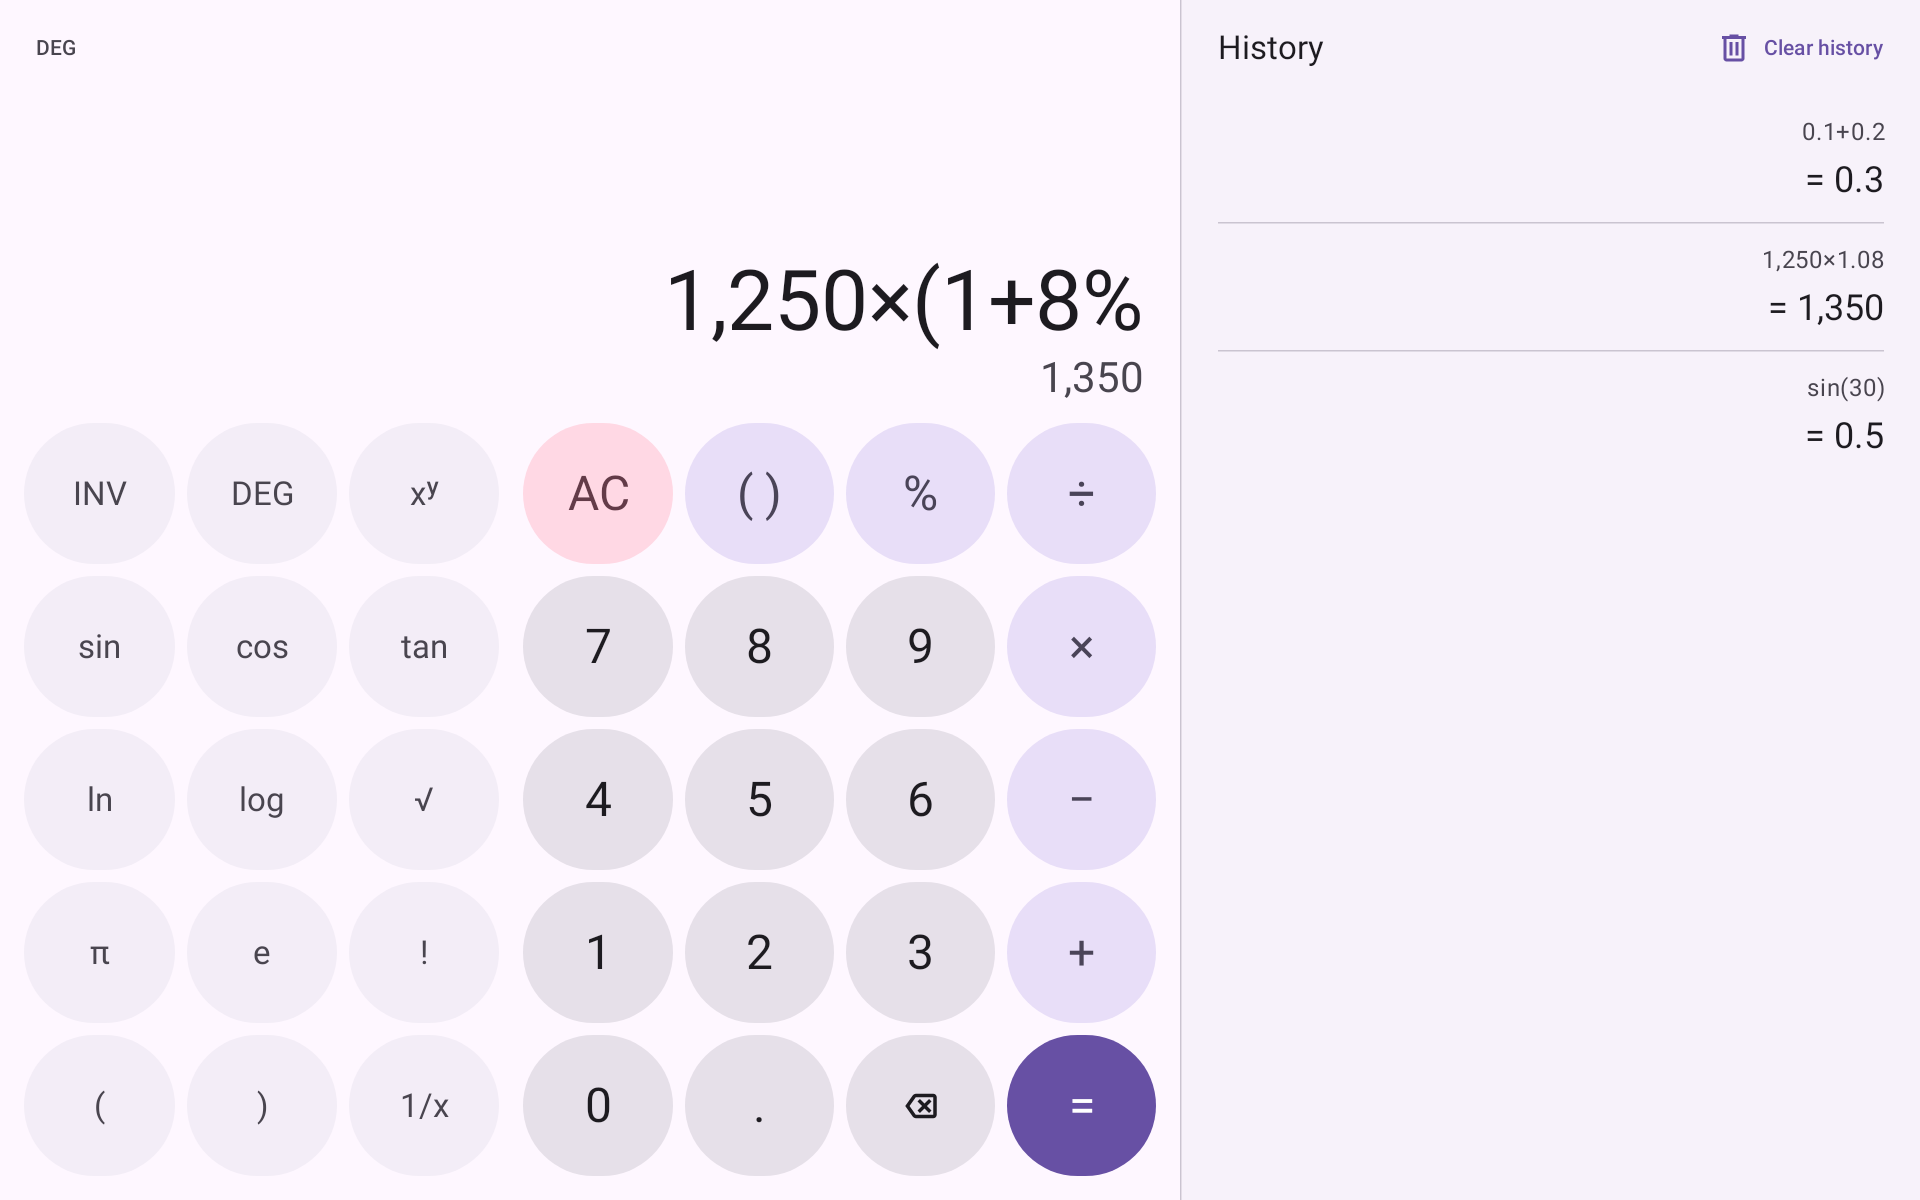 DEG
1,250×(1+8%
1,350
INV DEG xʸ AC ( ) % ÷
sin cos tan 7 8 9 ×
ln log √ 4 5 6 −
π e ! 1 2 3 +
( ) 1/x 0 . =
History
Clear history
0.1+0.2
= 0.3
1,250×1.08
= 1,350
sin(30)
= 0.5